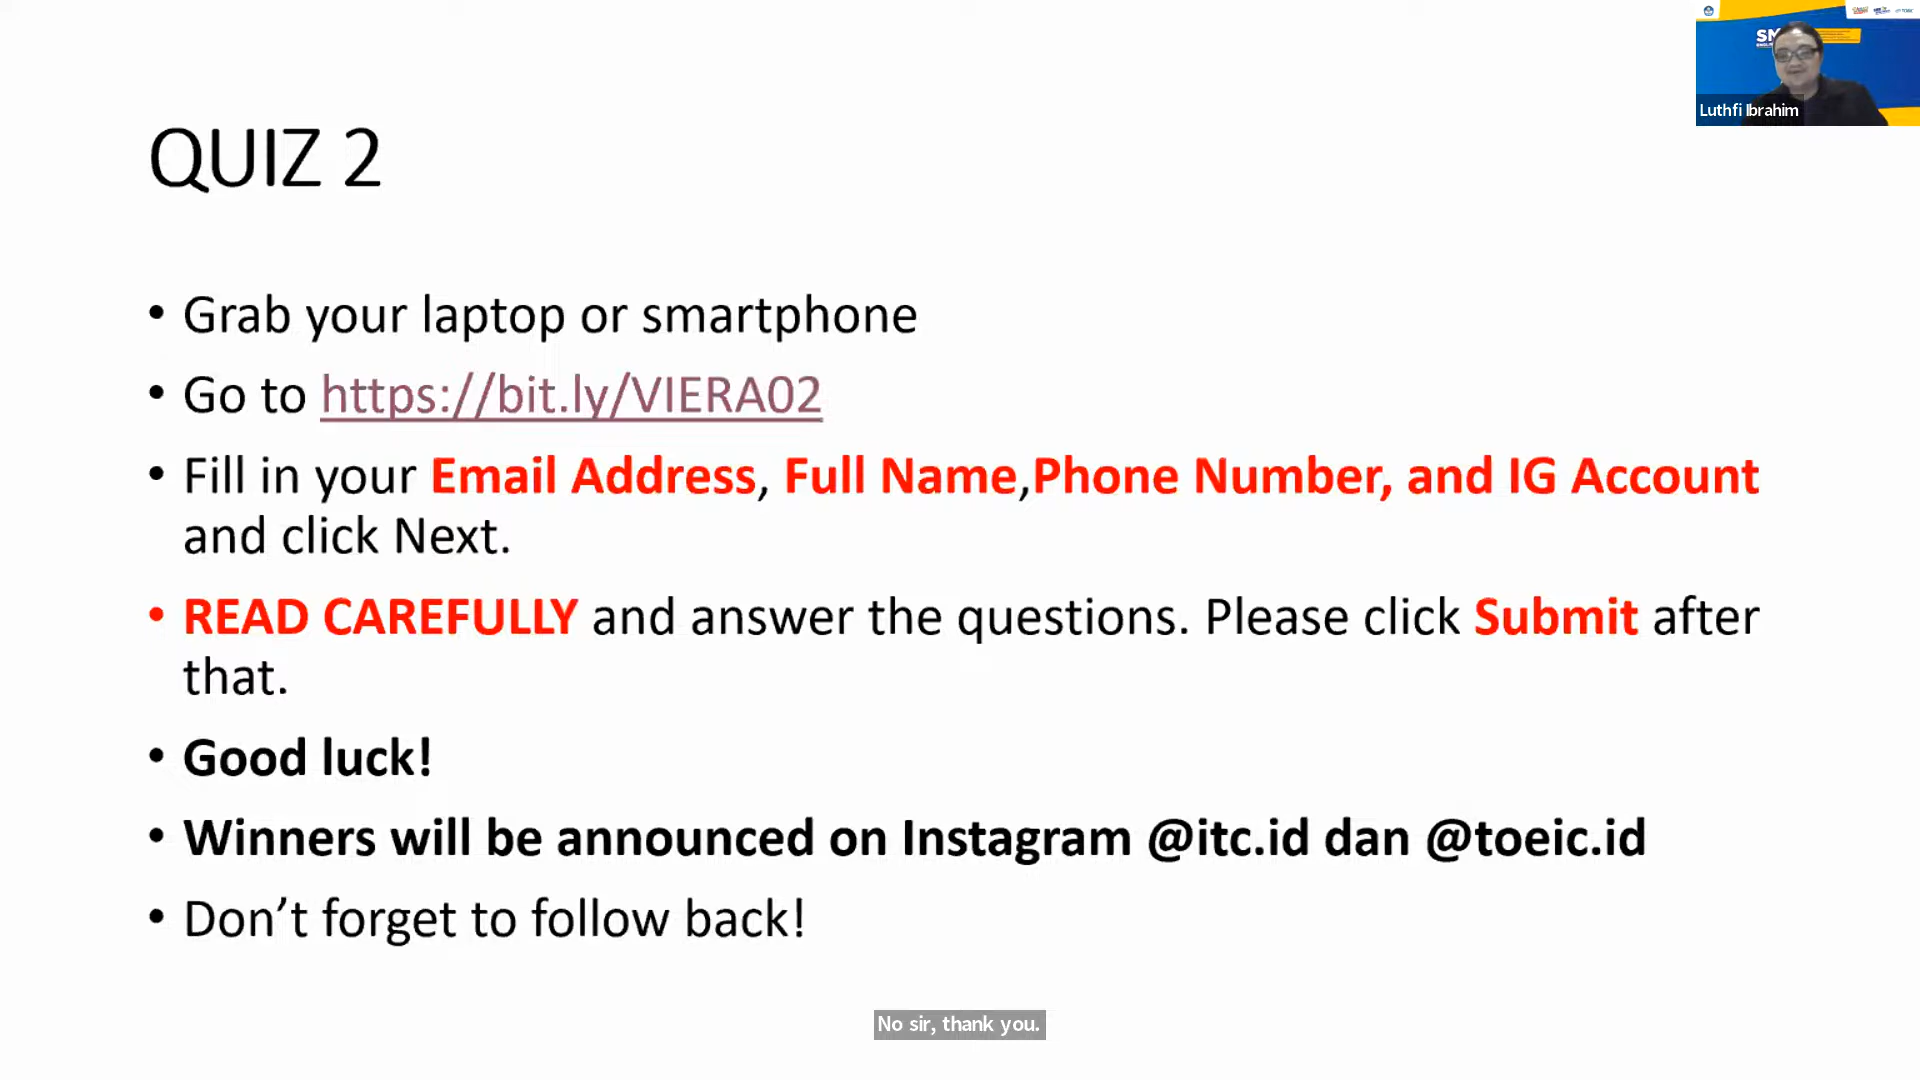 Luthfi Ibrahim
QUIZ 2
• Grab your laptop or smartphone
• Go to https://bit.ly/VIERA02
• Fill in your Email Address, Full Name,Phone Number, and IG Account
and click Next.
• READ CAREFULLY and answer the questions. Please click Submit after
that.
• Good luck!
• Winners will be announced on Instagram @itc.id dan @toeic.id
• Don’t forget to follow back!
No sir, thank you.